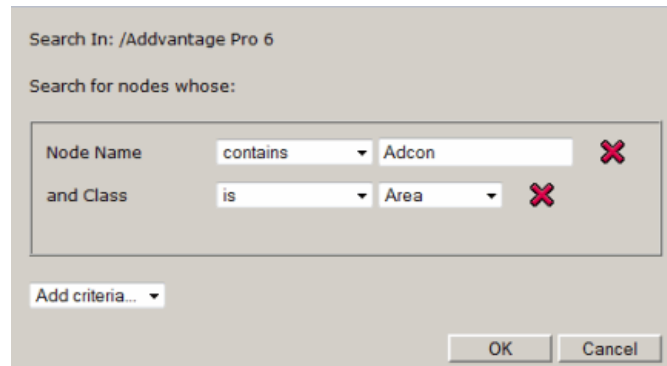 Search In: /Addvantage Pro 6
Search for nodes whose:
Node Name contains Adcon
and Class is Area
Add criteria...
OK Cancel